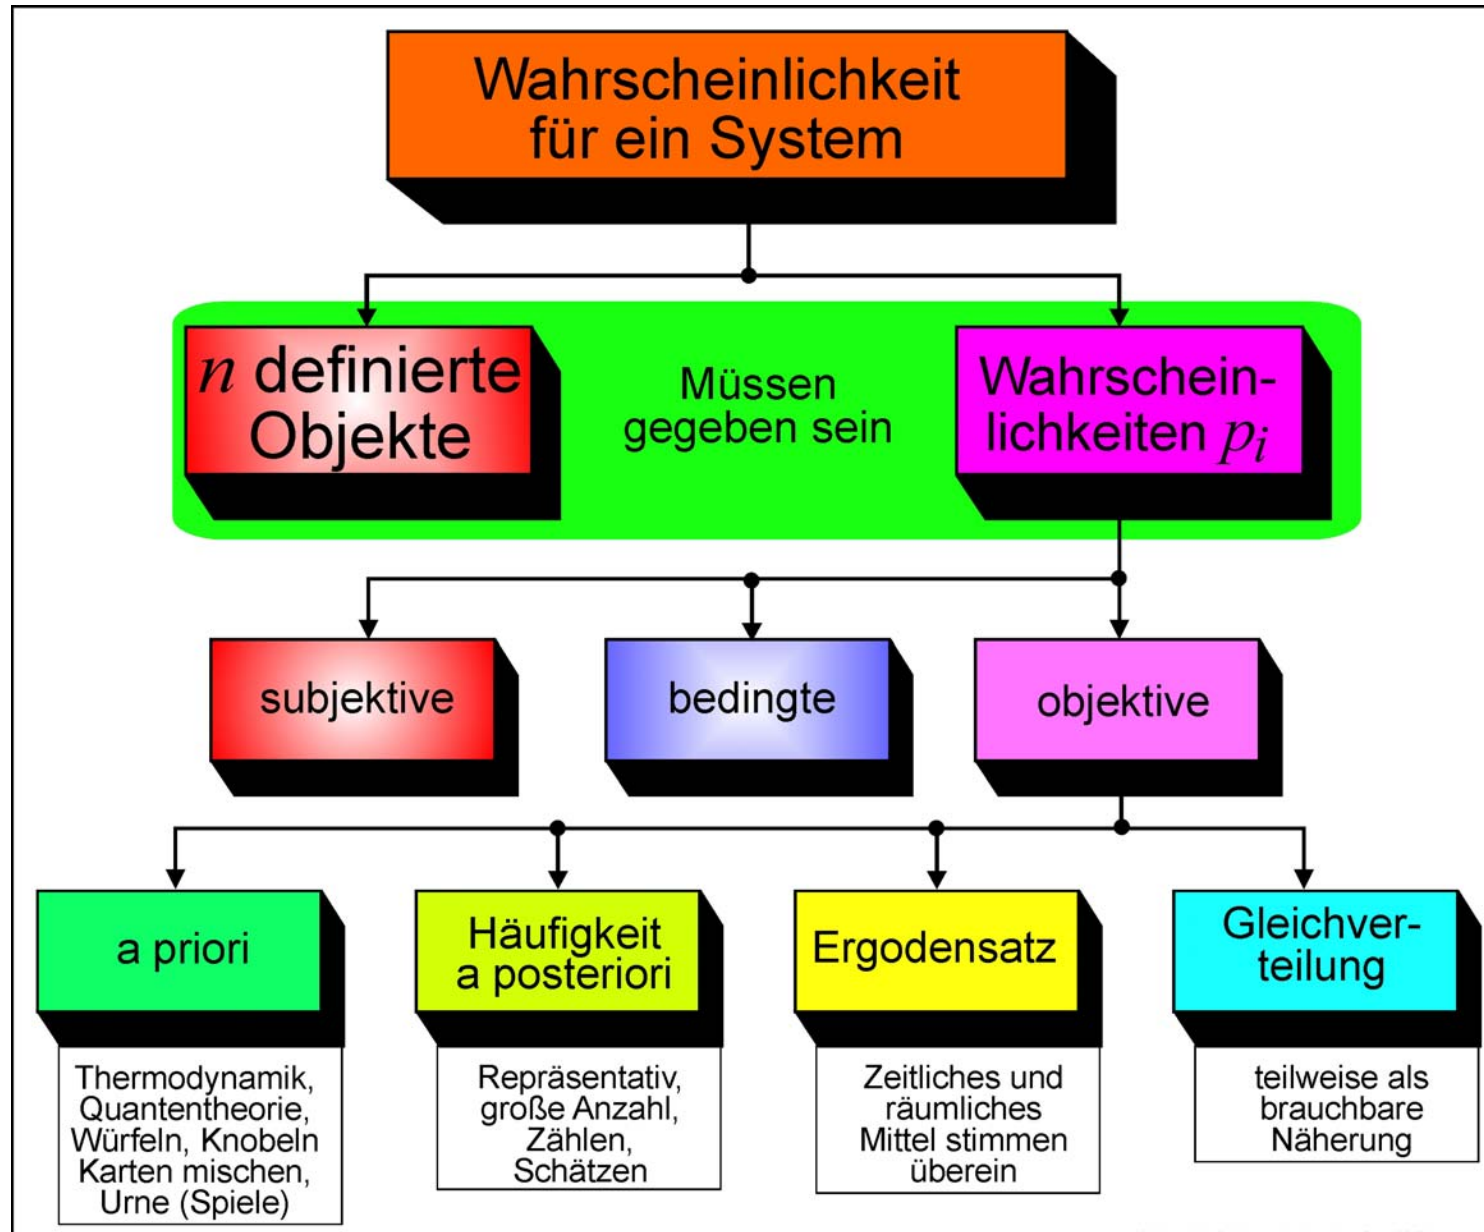 Wahrscheinlichkeit
für ein System
n definierte
Objekte
Müssen
gegeben sein
Wahrschein-
lichkeiten pi
subjektive
bedingte
objektive
a priori
Häufigkeit
a posteriori
Ergodensatz
Gleichver-
teilung
Thermodynamik,
Quantentheorie,
Würfeln, Knobeln
Karten mischen,
Urne (Spiele)
Repräsentativ,
große Anzahl,
Zählen,
Schätzen
Zeitliches und
räumliches
Mittel stimmen
überein
teilweise als
brauchbare
Näherung